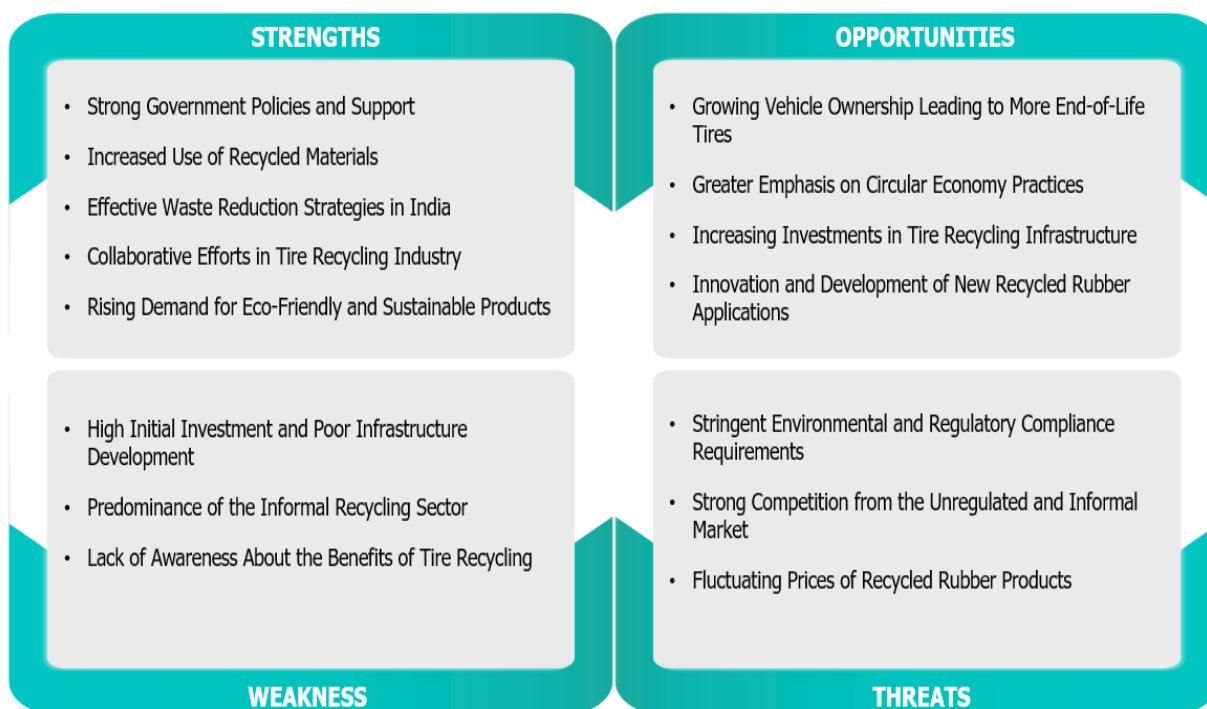 STRENGTHS
• Strong Government Policies and Support
• Increased Use of Recycled Materials
• Effective Waste Reduction Strategies in India
• Collaborative Efforts in Tire Recycling Industry
• Rising Demand for Eco-Friendly and Sustainable Products
OPPORTUNITIES
• Growing Vehicle Ownership Leading to More End-of-Life
Tires
• Greater Emphasis on Circular Economy Practices
• Increasing Investments in Tire Recycling Infrastructure
• Innovation and Development of New Recycled Rubber
Applications
• High Initial Investment and Poor Infrastructure
Development
• Predominance of the Informal Recycling Sector
• Lack of Awareness About the Benefits of Tire Recycling
WEAKNESS
• Stringent Environmental and Regulatory Compliance
Requirements
• Strong Competition from the Unregulated and Informal
Market
• Fluctuating Prices of Recycled Rubber Products
THREATS